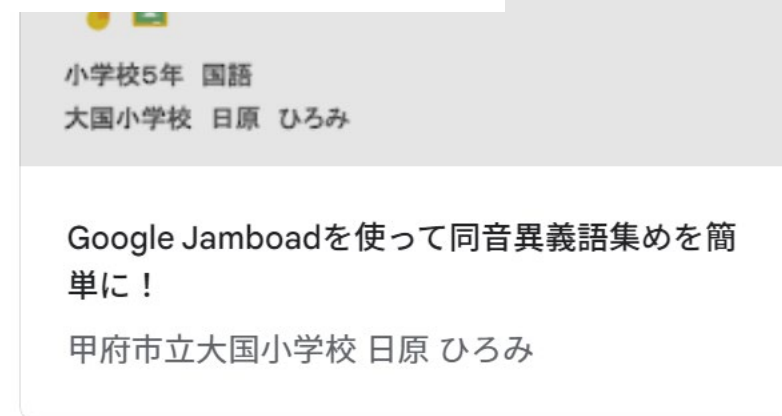 小学校5年 国語
大国小学校 日原 ひろみ
Google Jamboadを使って同音異義語集めを簡
単に！
甲府市立大国小学校 日原 ひろみ